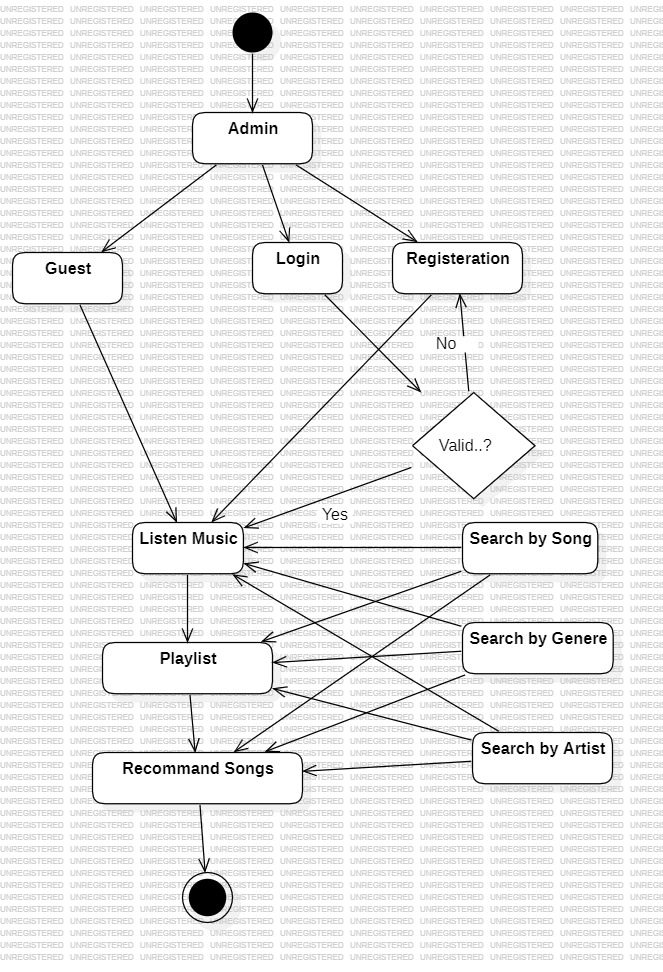 UNREGISTERED
Admin
Guest
Login
Registeration
No
Valid..?
Yes
Listen Music
Search by Song
Playlist
Search by Genere
Recommand Songs
Search by Artist